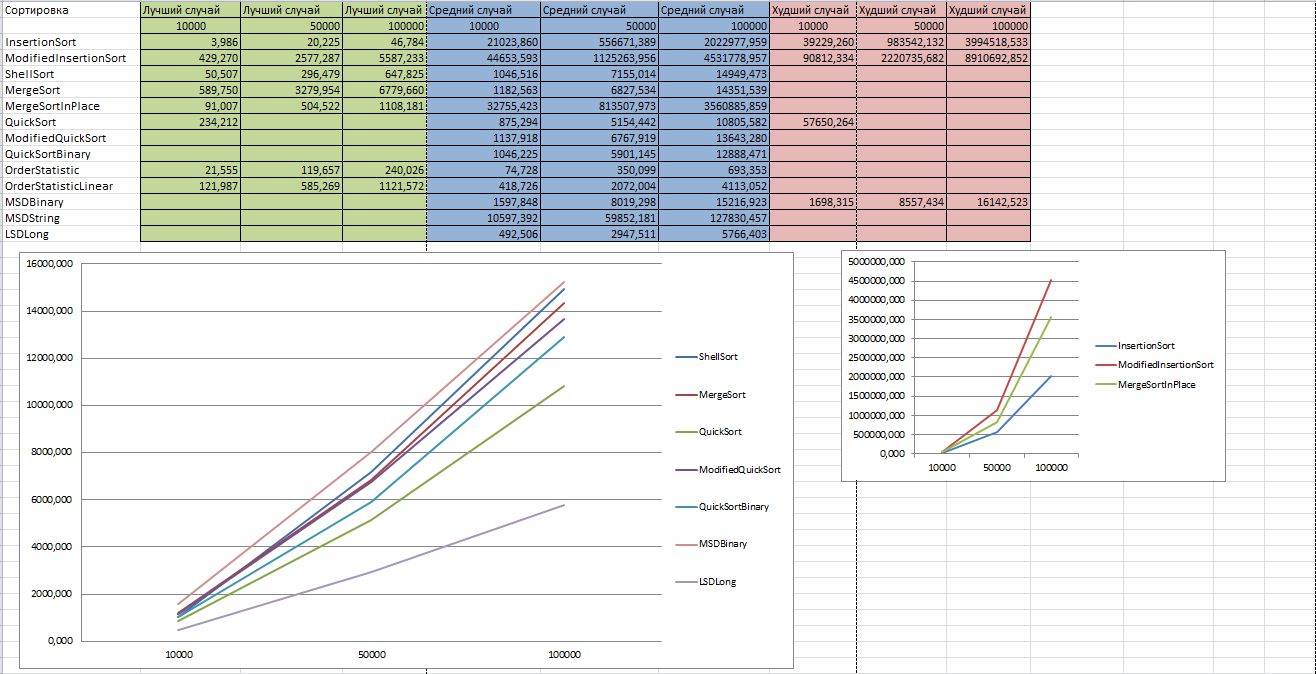 Сортировка Лучший случай Лучший случай Лучший случай Средний случай Средний случай Средний случай Худший случай Худший случай Худший случай
10000 50000 100000 10000 50000 100000 10000 50000 100000
InsertionSort 3,986 20,225 46,784 21023,860 556671,389 2022977,959 39229,260 983542,132 3994518,533
ModifiedInsertionSort 429,270 2577,287 5587,233 44653,593 1125263,956 4531778,957 90812,334 2220735,682 8910692,852
ShellSort 50,507 296,479 647,825 1046,516 7155,014 14949,473
MergeSort 589,750 3279,954 6779,660 1182,563 6827,534 14351,539
MergeSortInPlace 91,007 504,522 1108,181 32755,423 813507,973 3560885,859
QuickSort 234,212 875,294 5154,442 10805,582 57650,264
ModifiedQuickSort 1137,918 6767,919 13643,280
QuickSortBinary 1046,225 5901,145 12888,471
OrderStatistic 21,555 119,657 240,026 74,728 350,099 693,353
OrderStatisticLinear 121,987 585,269 1121,572 418,726 2072,004 4113,052
MSDBinary 1597,848 8019,298 15216,923 1698,315 8557,434 16142,523
MSDString 10597,392 59852,181 127830,457
LSDLong 492,506 2947,511 5766,403
16000,000
14000,000
12000,000
10000,000
8000,000
6000,000
4000,000
2000,000
0,000
10000 50000 100000
ShellSort
MergeSort
QuickSort
ModifiedQuickSort
QuickSortBinary
MSDBinary
LSDLong
5000000,000
4500000,000
4000000,000
3500000,000
3000000,000
2500000,000
2000000,000
1500000,000
1000000,000
500000,000
0,000
10000 50000 100000
InsertionSort
ModifiedInsertionSort
MergeSortInPlace